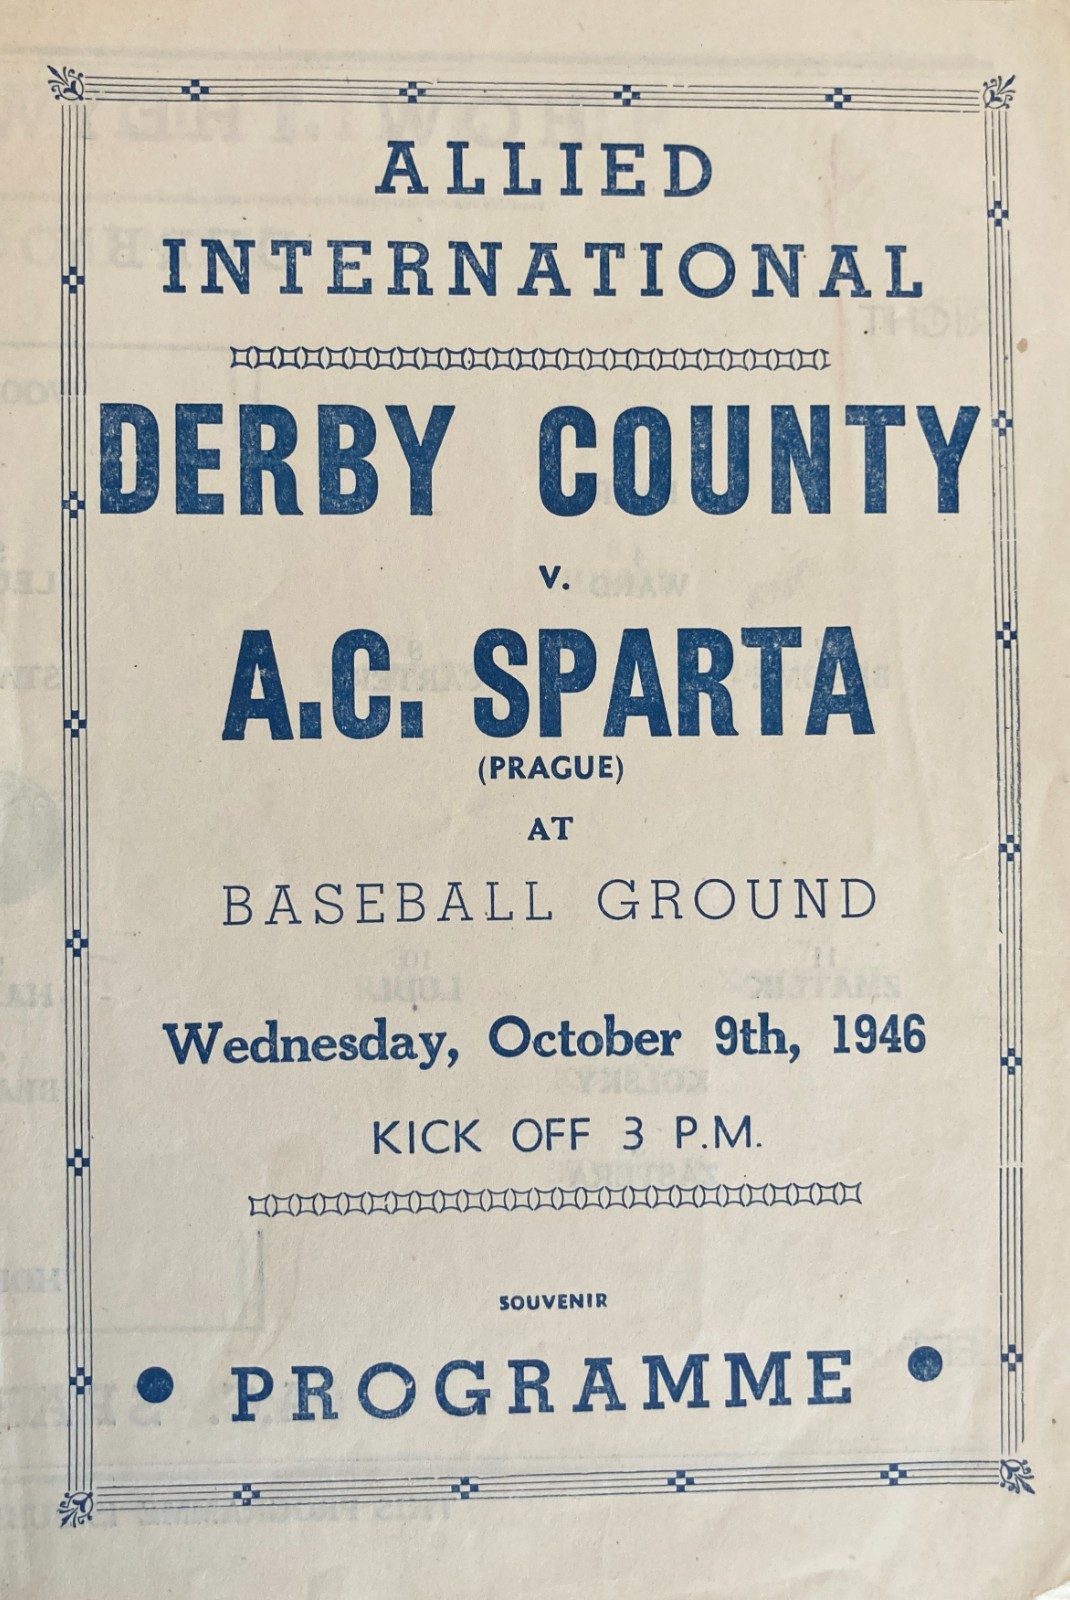 ALLIED
INTERNATIONAL
DERBY COUNTY
v.
A.C. SPARTA
(PRAGUE)
AT
BASEBALL GROUND
Wednesday, October 9th, 1946
KICK OFF 3 P.M.
SOUVENIR
• PROGRAMME •